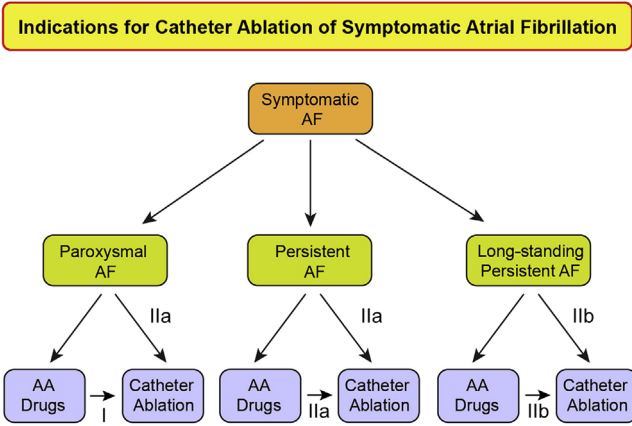 Indications for Catheter Ablation of Symptomatic Atrial Fibrillation
Symptomatic
AF
Paroxysmal
AF
Persistent
AF
Long-standing
Persistent AF
IIa
IIa
IIb
AA
Drugs
I
Catheter
Ablation
AA
Drugs
IIa
Catheter
Ablation
AA
Drugs
IIb
Catheter
Ablation